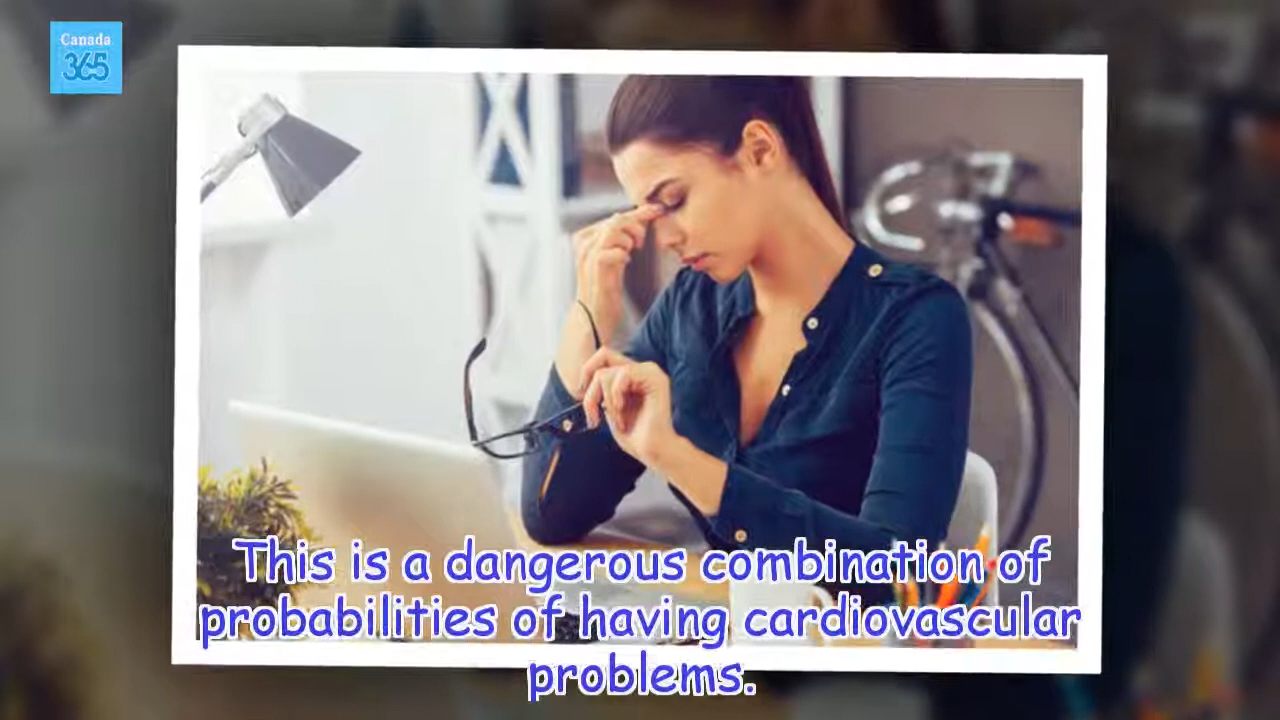 Canada
365
This is a dangerous combination of
probabilities of having cardiovascular
problems.